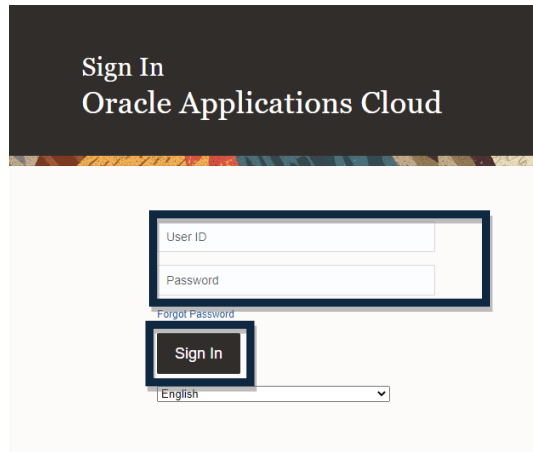 Sign In
Oracle Applications Cloud
User ID
Password
Forgot Password
Sign In
English